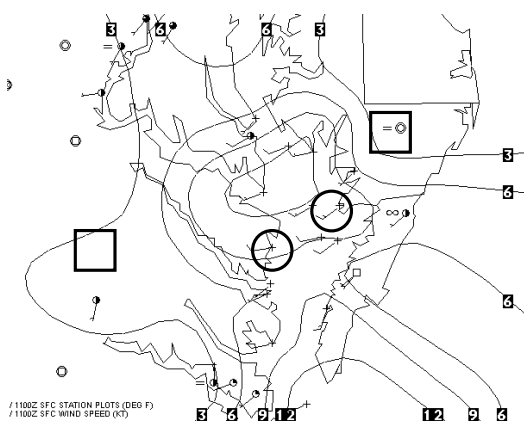 3 6 6 3
3
6
6
/ 1100Z SFC STATION PLOTS (DEG F)
/ 1100Z SFC WIND SPEED (KT)
3 6 9 12 12 9 6